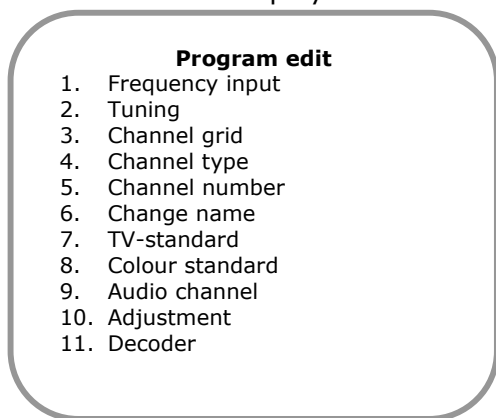 Program edit
1. Frequency input
2. Tuning
3. Channel grid
4. Channel type
5. Channel number
6. Change name
7. TV-standard
8. Colour standard
9. Audio channel
10. Adjustment
11. Decoder